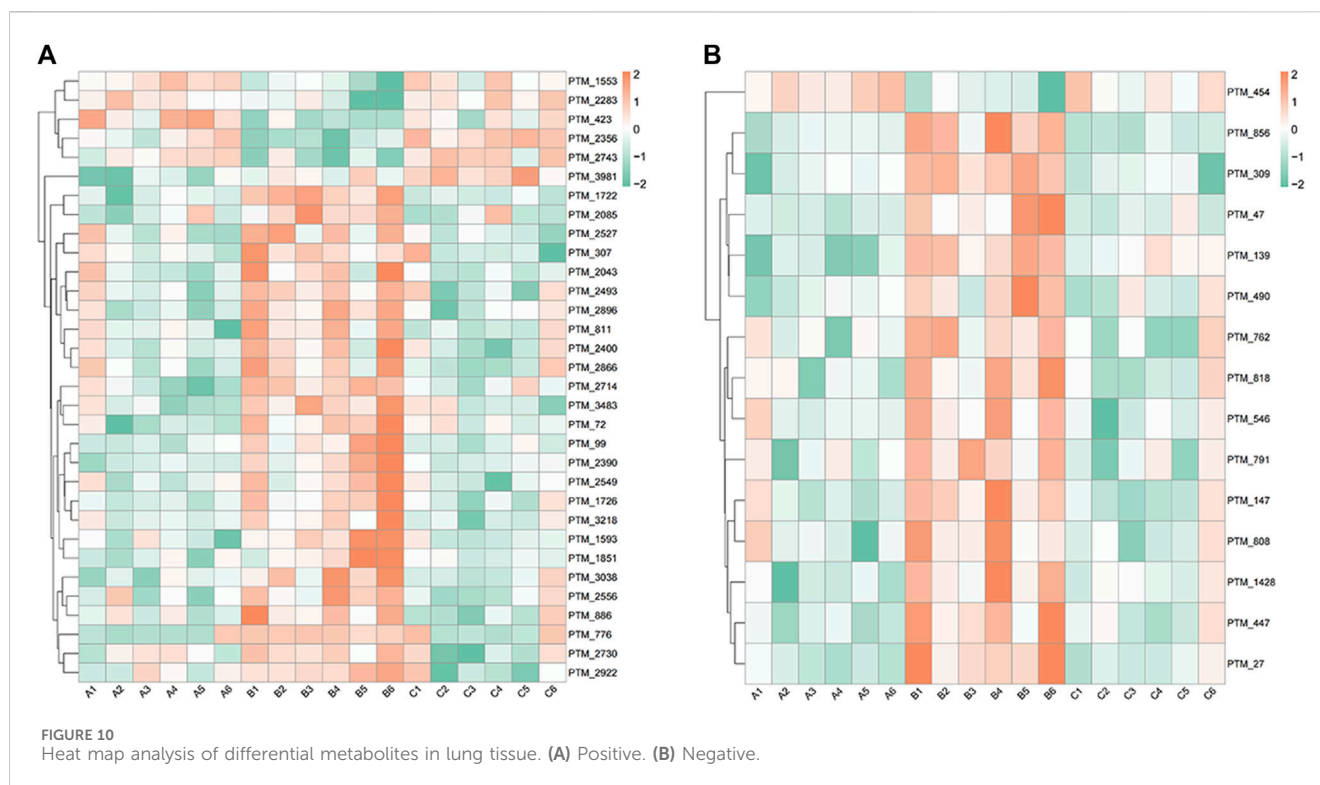 A
B
PTM_1553
PTM_2283
PTM_423
PTM_2356
PTM_2743
PTM_3981
PTM_1722
PTM_2085
PTM_2527
PTM_307
PTM_2043
PTM_2493
PTM_2896
PTM_811
PTM_2400
PTM_2866
PTM_2714
PTM_3483
PTM_72
PTM_99
PTM_2390
PTM_2549
PTM_1726
PTM_3218
PTM_1593
PTM_1851
PTM_3038
PTM_2556
PTM_886
PTM_776
PTM_2730
PTM_2922
2
1
0
−1
−2
A1 A2 A3 A4 A5 A6 B1 B2 B3 B4 B5 B6 C1 C2 C3 C4 C5 C6
PTM_454
PTM_856
PTM_309
PTM_47
PTM_139
PTM_490
PTM_762
PTM_818
PTM_546
PTM_791
PTM_147
PTM_808
PTM_1428
PTM_447
PTM_27
2
1
0
−1
−2
A1 A2 A3 A4 A5 A6 B1 B2 B3 B4 B5 B6 C1 C2 C3 C4 C5 C6
FIGURE 10
Heat map analysis of differential metabolites in lung tissue. (A) Positive. (B) Negative.